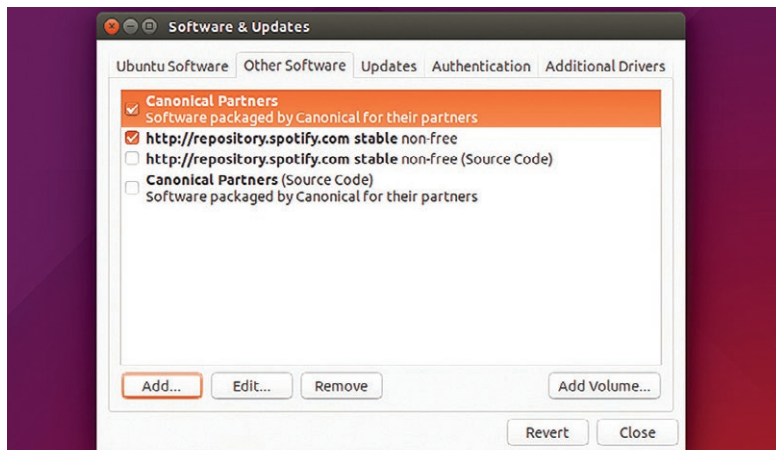 Software & Updates
Ubuntu Software Other Software Updates Authentication Additional Drivers
Canonical Partners
Software packaged by Canonical for their partners
http://repository.spotify.com stable non-free
http://repository.spotify.com stable non-free (Source Code)
Canonical Partners (Source Code)
Software packaged by Canonical for their partners
Add... Edit... Remove Add Volume...
Revert Close